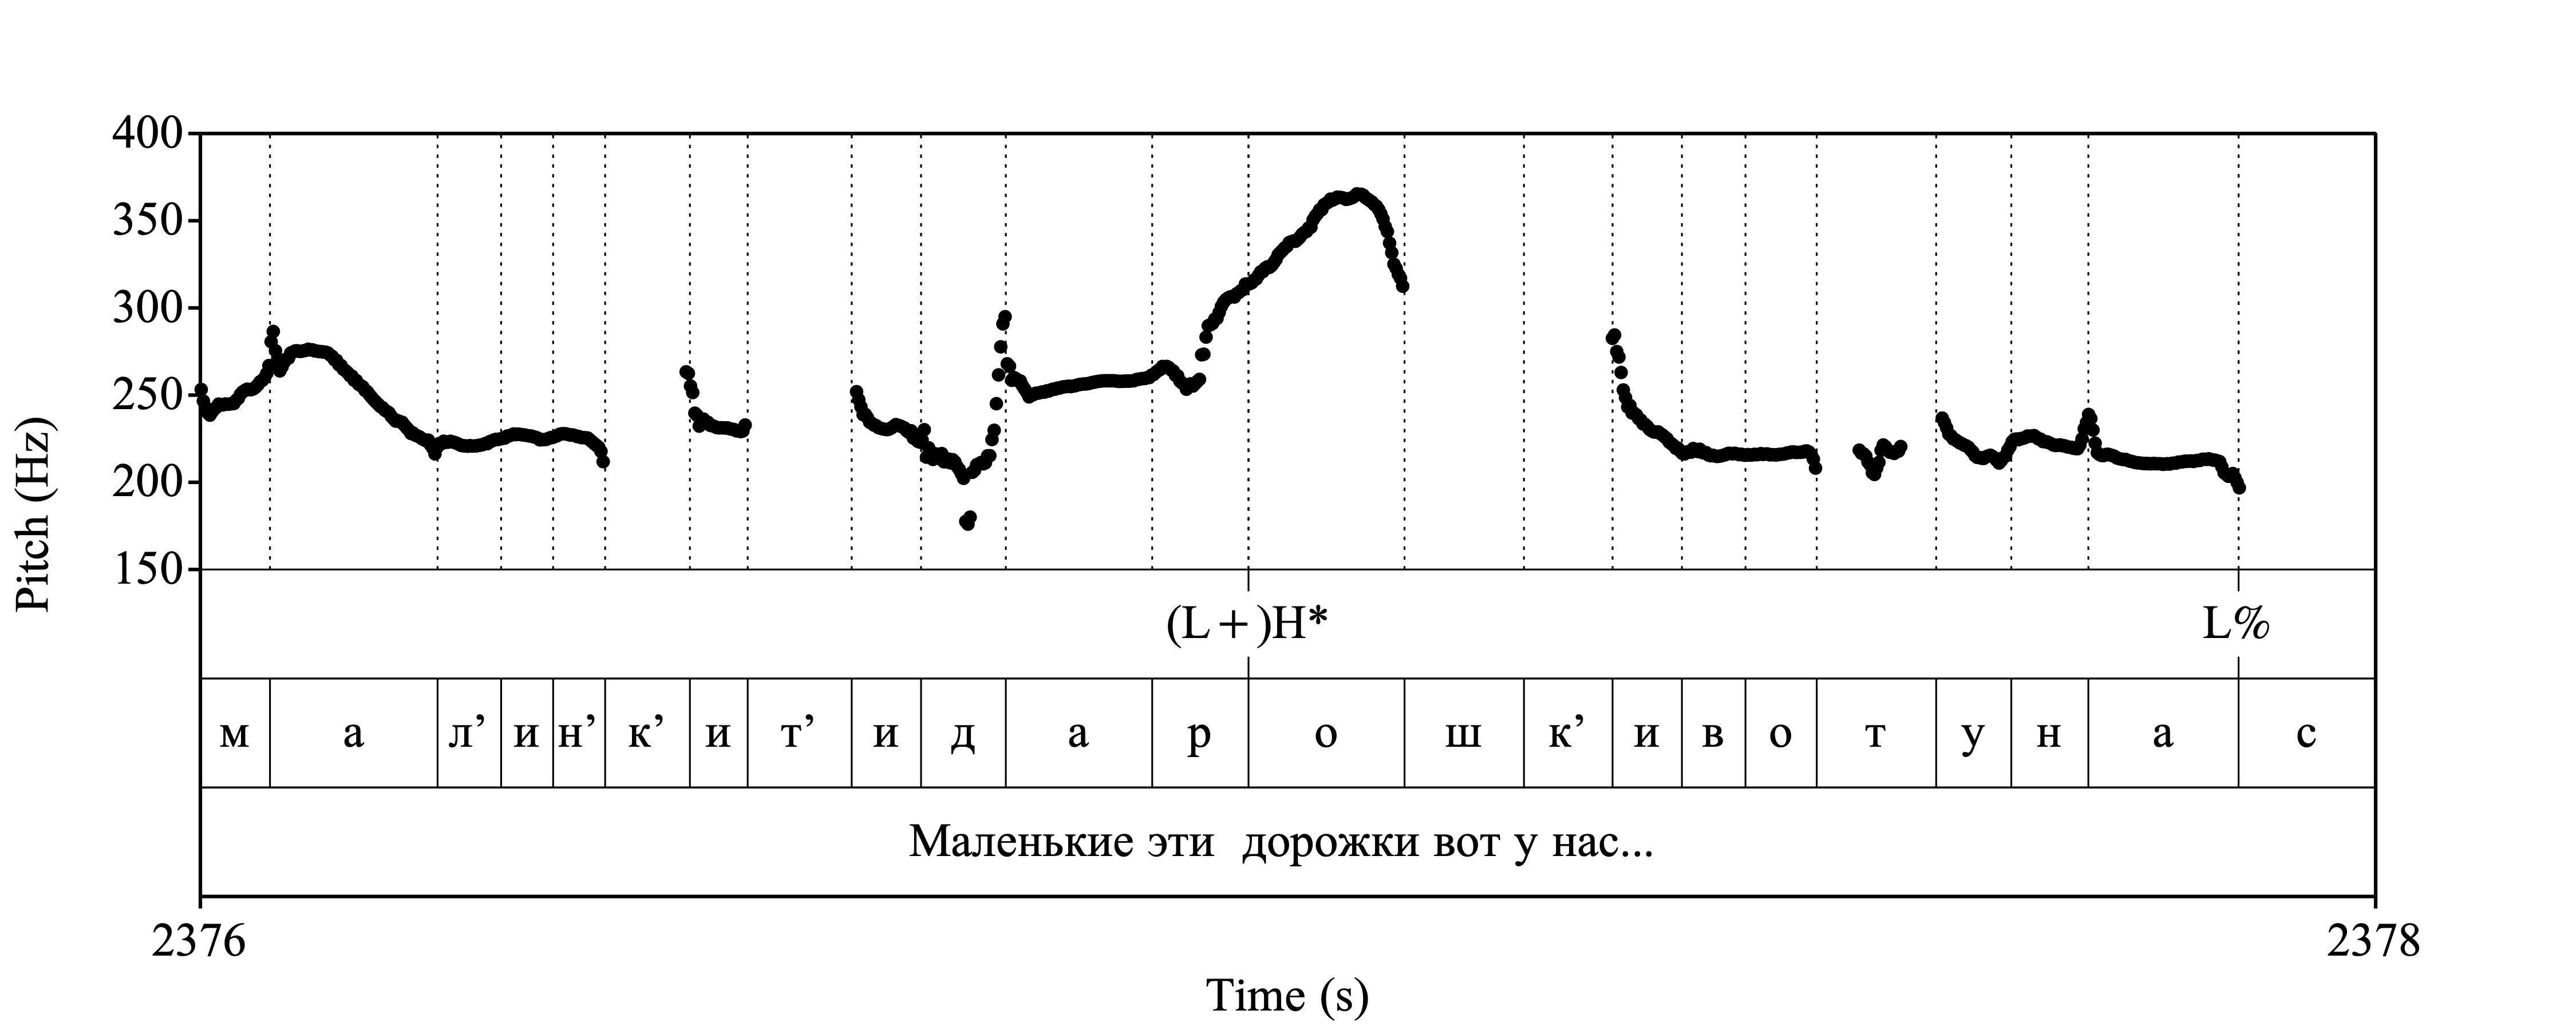 400
350
300
250
200
150
Pitch (Hz)
(L+)H* L%
м а л’ и н’ к’ и т’ и д а р о ш к’ и в о т у н а с
Маленькие эти дорожки вот у нас...
2376 2378
Time (s)